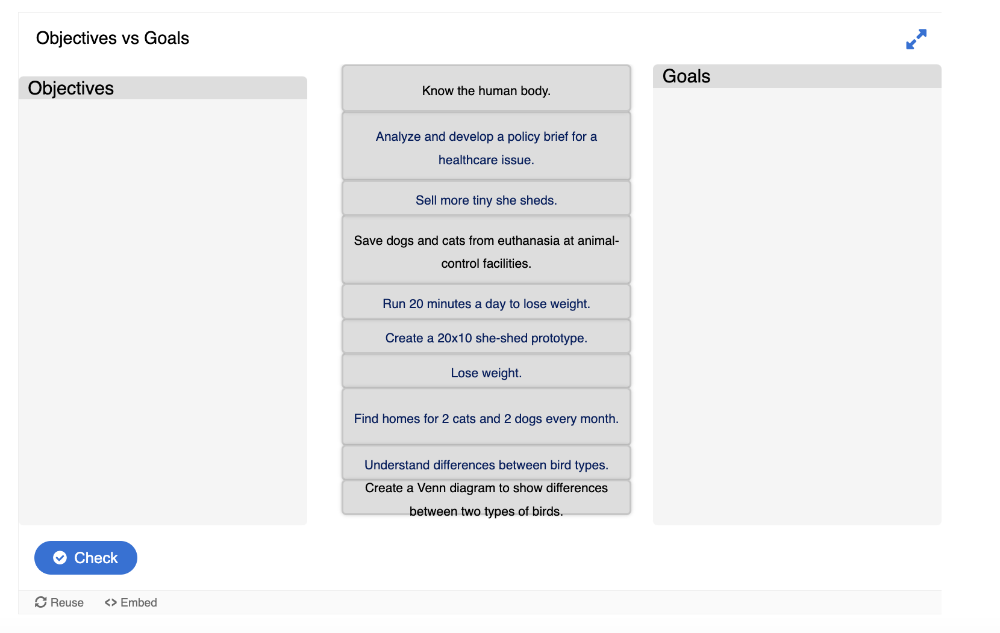 Objectives vs Goals
Objectives
Know the human body.
Analyze and develop a policy brief for a
healthcare issue.
Sell more tiny she sheds.
Save dogs and cats from euthanasia at animal-
control facilities.
Run 20 minutes a day to lose weight.
Create a 20x10 she-shed prototype.
Lose weight.
Find homes for 2 cats and 2 dogs every month.
Understand differences between bird types.
Create a Venn diagram to show differences
between two types of birds.
Goals
Check
Reuse
<> Embed